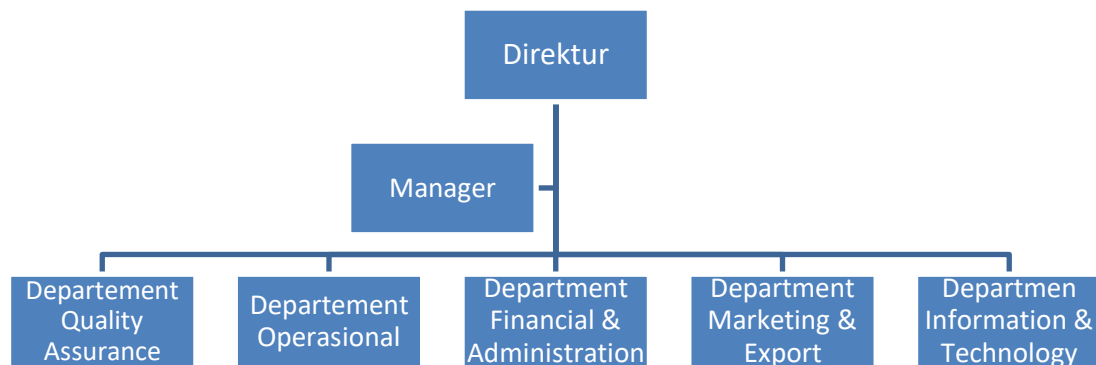 Direktur
Manager
Departement
Quality
Assurance
Departement
Operasional
Department
Financial &
Administration
Department
Marketing &
Export
Departmen
Information &
Technology